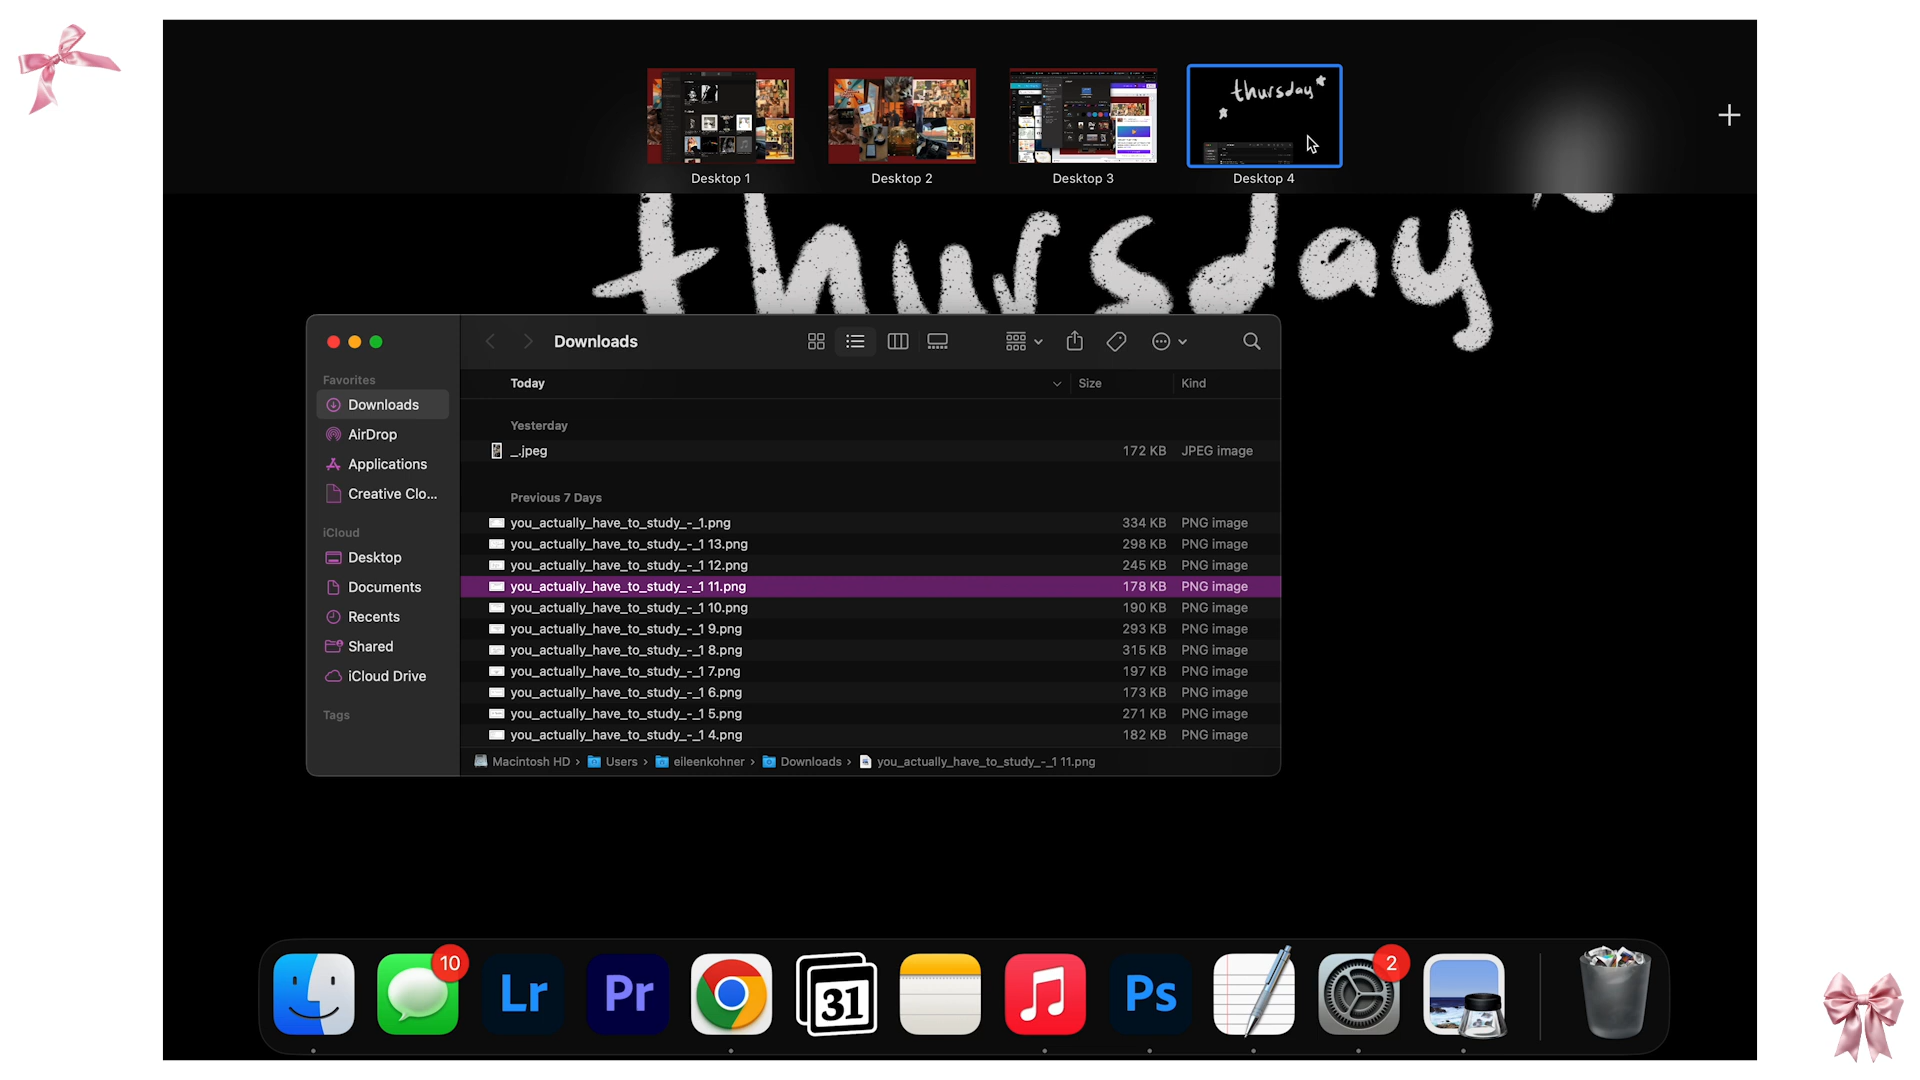 thursday
Desktop 1
Desktop 2
Desktop 3
Desktop 4
thursday
Downloads
Favorites
Downloads
AirDrop
Applications
Creative Clo...
iCloud
Desktop
Documents
Recents
Shared
iCloud Drive
Tags
Today Size Kind
Yesterday
_.jpeg 172 KB JPEG image
Previous 7 Days
you_actually_have_to_study_-_1.png 334 KB PNG image
you_actually_have_to_study_-_1 13.png 298 KB PNG image
you_actually_have_to_study_-_1 12.png 245 KB PNG image
you_actually_have_to_study_-_1 11.png 178 KB PNG image
you_actually_have_to_study_-_1 10.png 190 KB PNG image
you_actually_have_to_study_-_1 9.png 293 KB PNG image
you_actually_have_to_study_-_1 8.png 315 KB PNG image
you_actually_have_to_study_-_1 7.png 197 KB PNG image
you_actually_have_to_study_-_1 6.png 173 KB PNG image
you_actually_have_to_study_-_1 5.png 271 KB PNG image
you_actually_have_to_study_-_1 4.png 182 KB PNG image
Macintosh HD › Users › eileenkohner › Downloads › you_actually_have_to_study_-_1 11.png
10 Lr Pr 31 Ps 2